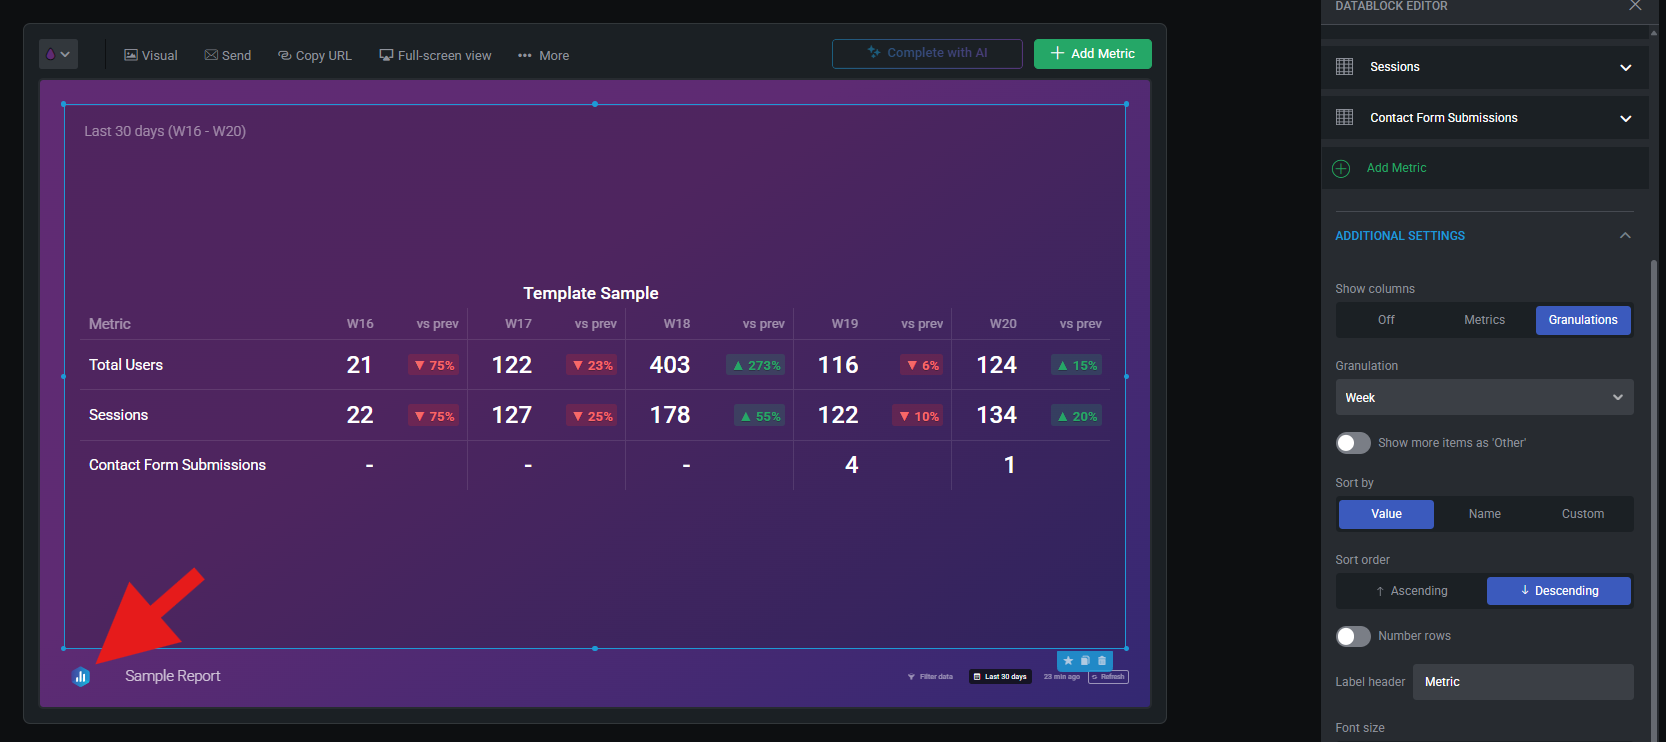 DATABLOCK EDITOR
Visual Send Copy URL Full-screen view More Complete with AI Add Metric
Last 30 days (W16 - W20)
Template Sample
Metric W16 vs prev W17 vs prev W18 vs prev W19 vs prev W20 vs prev
Total Users 21 ▼ 75% 122 ▼ 23% 403 ▲ 273% 116 ▼ 6% 124 ▲ 15%
Sessions 22 ▼ 75% 127 ▼ 25% 178 ▲ 55% 122 ▼ 10% 134 ▲ 20%
Contact Form Submissions - - - 4 1
Sample Report Filter data Last 30 days 23 min ago Refresh
Sessions
Contact Form Submissions
Add Metric
ADDITIONAL SETTINGS
Show columns
Off Metrics Granulations
Granulation
Week
Show more items as 'Other'
Sort by
Value Name Custom
Sort order
↑ Ascending ↓ Descending
Number rows
Label header Metric
Font size